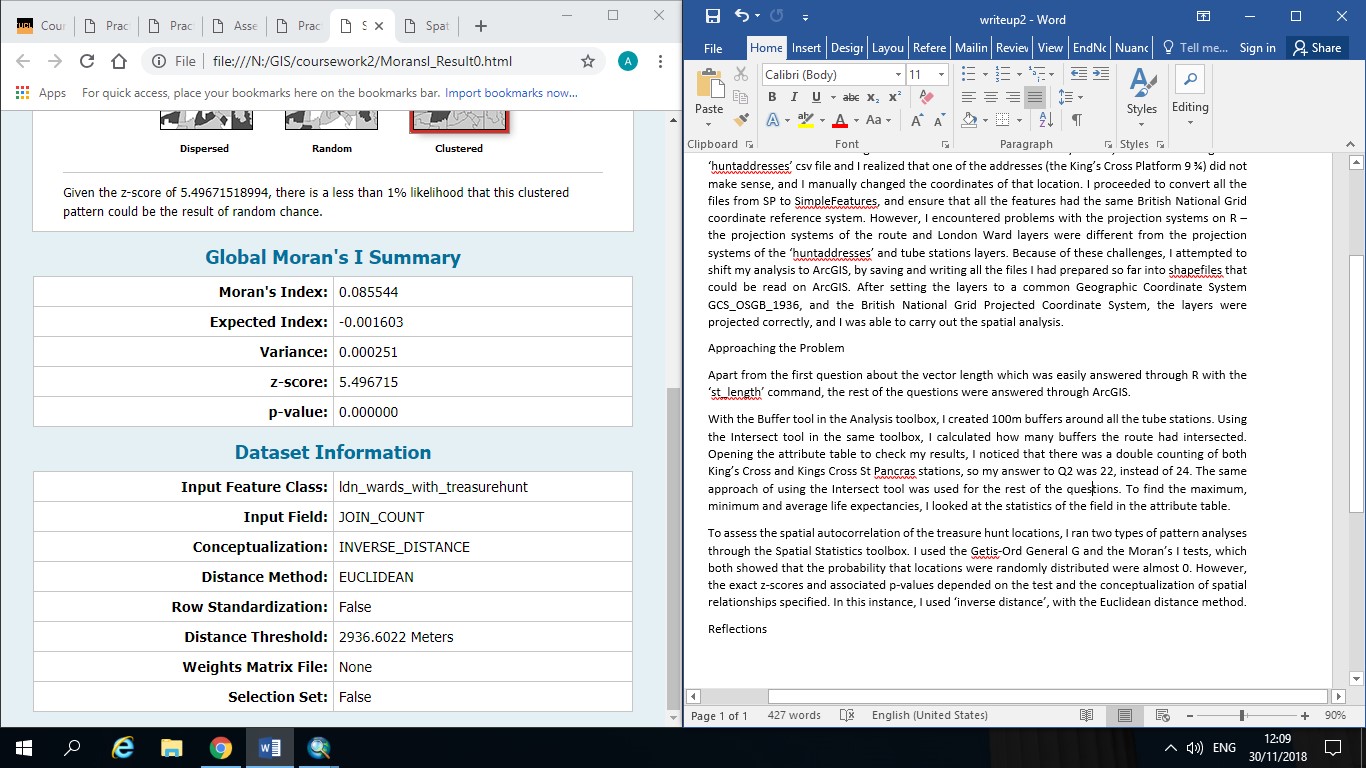 Cour
Prac
Prac
Asse
Prac
S
Spat
File
file:///N:/GIS/coursework2/MoransI_Result0.html
A
Apps
For quick access, place your bookmarks here on the bookmarks bar. Import bookmarks now...
Dispersed
Random
Clustered
Given the z-score of 5.49671518994, there is a less than 1% likelihood that this clustered
pattern could be the result of random chance.
Global Moran's I Summary
Moran's Index: 0.085544
Expected Index: -0.001603
Variance: 0.000251
z-score: 5.496715
p-value: 0.000000
Dataset Information
Input Feature Class: ldn_wards_with_treasurehunt
Input Field: JOIN_COUNT
Conceptualization: INVERSE_DISTANCE
Distance Method: EUCLIDEAN
Row Standardization: False
Distance Threshold: 2936.6022 Meters
Weights Matrix File: None
Selection Set: False
writeup2 - Word
File Home Insert Design Layou Refere Mailin Review View EndNo Nuanc Tell me... Sign in Share
Calibri (Body) 11
Paste
B I U abc x₂ x²
A A Aa A A
Styles
Editing
Clipboard
Font
Paragraph
Styles
‘huntaddresses’ csv file and I realized that one of the addresses (the King’s Cross Platform 9 ¾) did not
make sense, and I manually changed the coordinates of that location. I proceeded to convert all the
files from SP to SimpleFeatures, and ensure that all the features had the same British National Grid
coordinate reference system. However, I encountered problems with the projection systems on R –
the projection systems of the route and London Ward layers were different from the projection
systems of the ‘huntaddresses’ and tube stations layers. Because of these challenges, I attempted to
shift my analysis to ArcGIS, by saving and writing all the files I had prepared so far into shapefiles that
could be read on ArcGIS. After setting the layers to a common Geographic Coordinate System
GCS_OSGB_1936, and the British National Grid Projected Coordinate System, the layers were
projected correctly, and I was able to carry out the spatial analysis.
Approaching the Problem
Apart from the first question about the vector length which was easily answered through R with the
‘st_length’ command, the rest of the questions were answered through ArcGIS.
With the Buffer tool in the Analysis toolbox, I created 100m buffers around all the tube stations. Using
the Intersect tool in the same toolbox, I calculated how many buffers the route had intersected.
Opening the attribute table to check my results, I noticed that there was a double counting of both
King’s Cross and Kings Cross St Pancras stations, so my answer to Q2 was 22, instead of 24. The same
approach of using the Intersect tool was used for the rest of the questions. To find the maximum,
minimum and average life expectancies, I looked at the statistics of the field in the attribute table.
To assess the spatial autocorrelation of the treasure hunt locations, I ran two types of pattern analyses
through the Spatial Statistics toolbox. I used the Getis-Ord General G and the Moran’s I tests, which
both showed that the probability that locations were randomly distributed were almost 0. However,
the exact z-scores and associated p-values depended on the test and the conceptualization of spatial
relationships specified. In this instance, I used ‘inverse distance’, with the Euclidean distance method.
Reflections
Page 1 of 1 427 words English (United States) 90%
ENG
12:09
30/11/2018